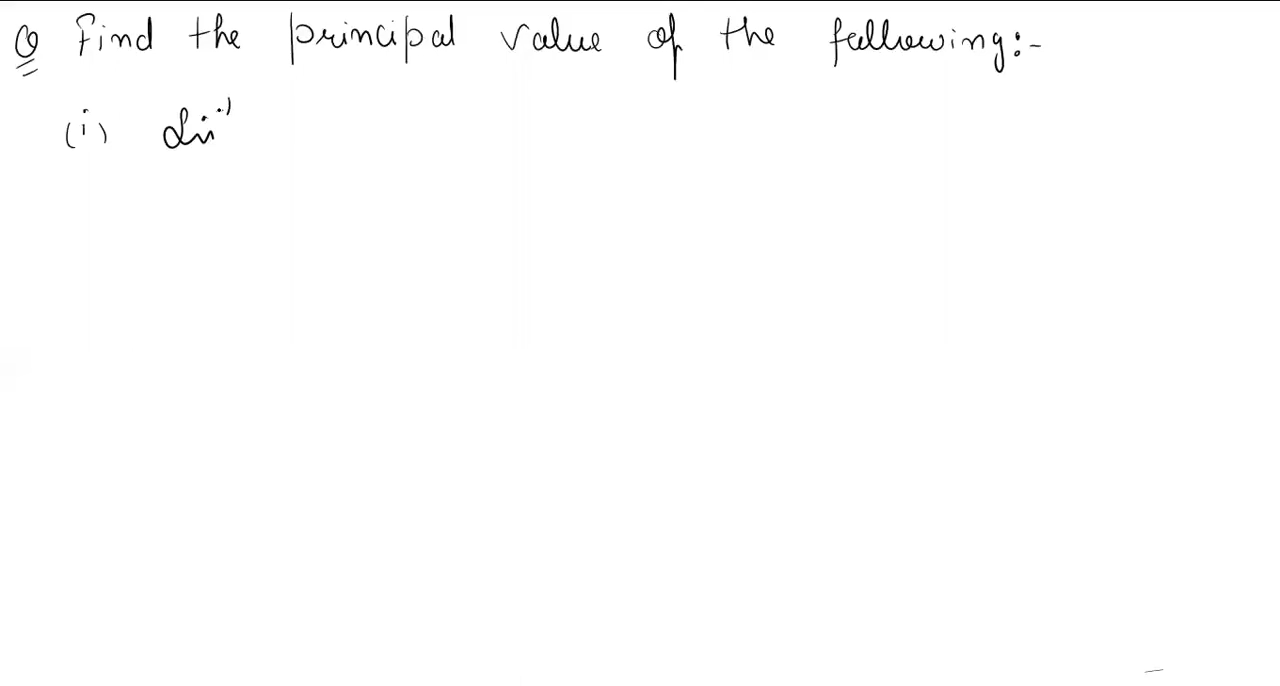 Q Find the principal value of the following:-
(i) Sin⁻¹